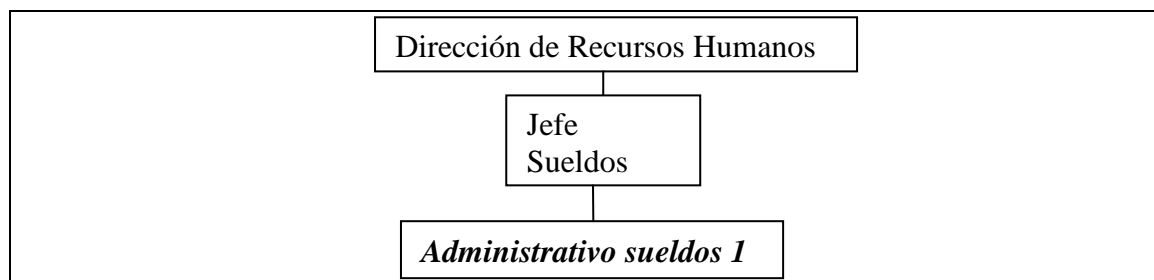 Dirección de Recursos Humanos
Jefe
Sueldos
Administrativo sueldos 1